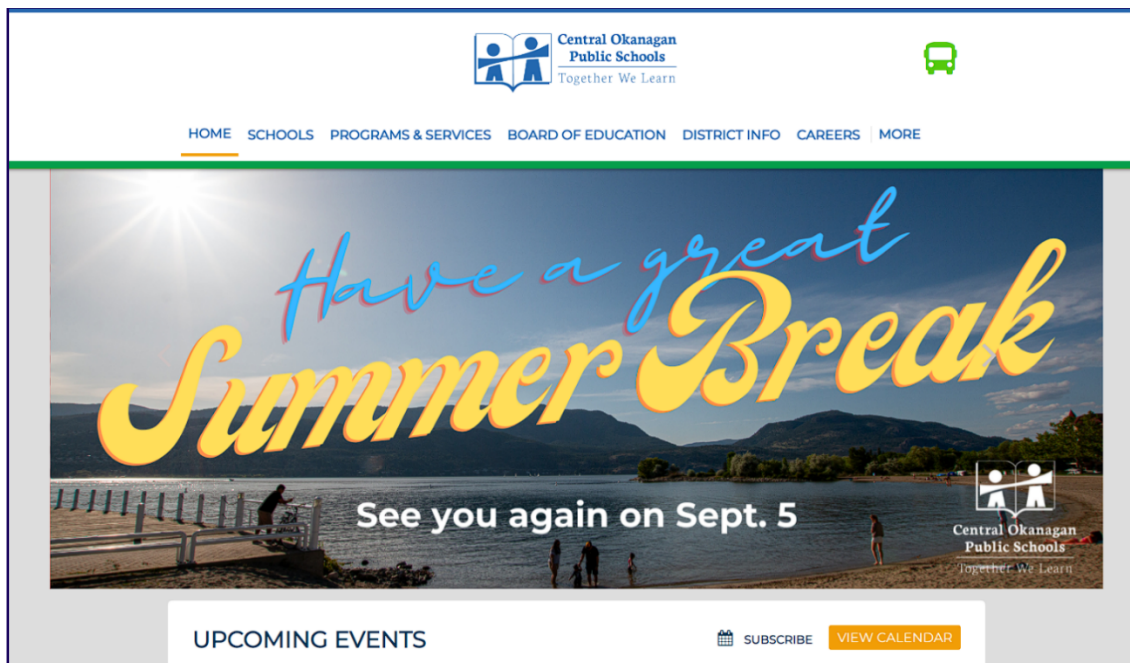 Central Okanagan
Public Schools
Together We Learn
HOME SCHOOLS PROGRAMS & SERVICES BOARD OF EDUCATION DISTRICT INFO CAREERS MORE
Have a great
Summer Break
See you again on Sept. 5
Central Okanagan
Public Schools
Together We Learn
UPCOMING EVENTS SUBSCRIBE VIEW CALENDAR